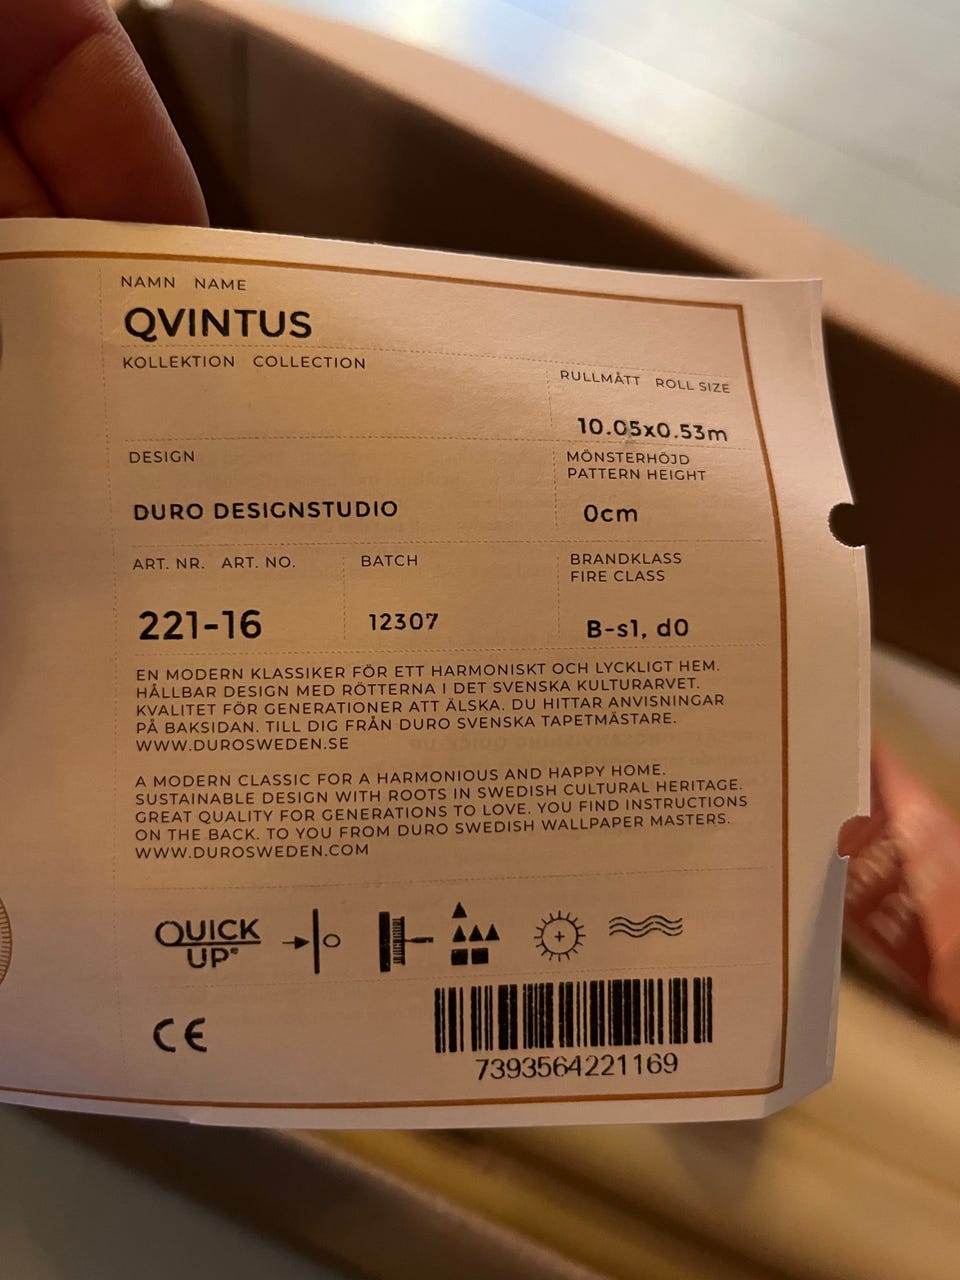 NAMN NAME
QVINTUS
KOLLEKTION COLLECTION
RULLMÅTT ROLL SIZE
10.05x0.53m
DESIGN
DURO DESIGNSTUDIO
MÖNSTERHÖJD
PATTERN HEIGHT
0cm
ART. NR. ART. NO.
221-16
BATCH
12307
BRANDKLASS
FIRE CLASS
B-s1, d0
EN MODERN KLASSIKER FÖR ETT HARMONISKT OCH LYCKLIGT HEM.
HÅLLBAR DESIGN MED RÖTTERNA I DET SVENSKA KULTURARVET.
KVALITET FÖR GENERATIONER ATT ÄLSKA. DU HITTAR ANVISNINGAR
PÅ BAKSIDAN. TILL DIG FRÅN DURO SVENSKA TAPETMÄSTARE.
WWW.DUROSWEDEN.SE
A MODERN CLASSIC FOR A HARMONIOUS AND HAPPY HOME.
SUSTAINABLE DESIGN WITH ROOTS IN SWEDISH CULTURAL HERITAGE.
GREAT QUALITY FOR GENERATIONS TO LOVE. YOU FIND INSTRUCTIONS
ON THE BACK. TO YOU FROM DURO SWEDISH WALLPAPER MASTERS.
WWW.DUROSWEDEN.COM
QUICK
UP®
CE
7393564221169